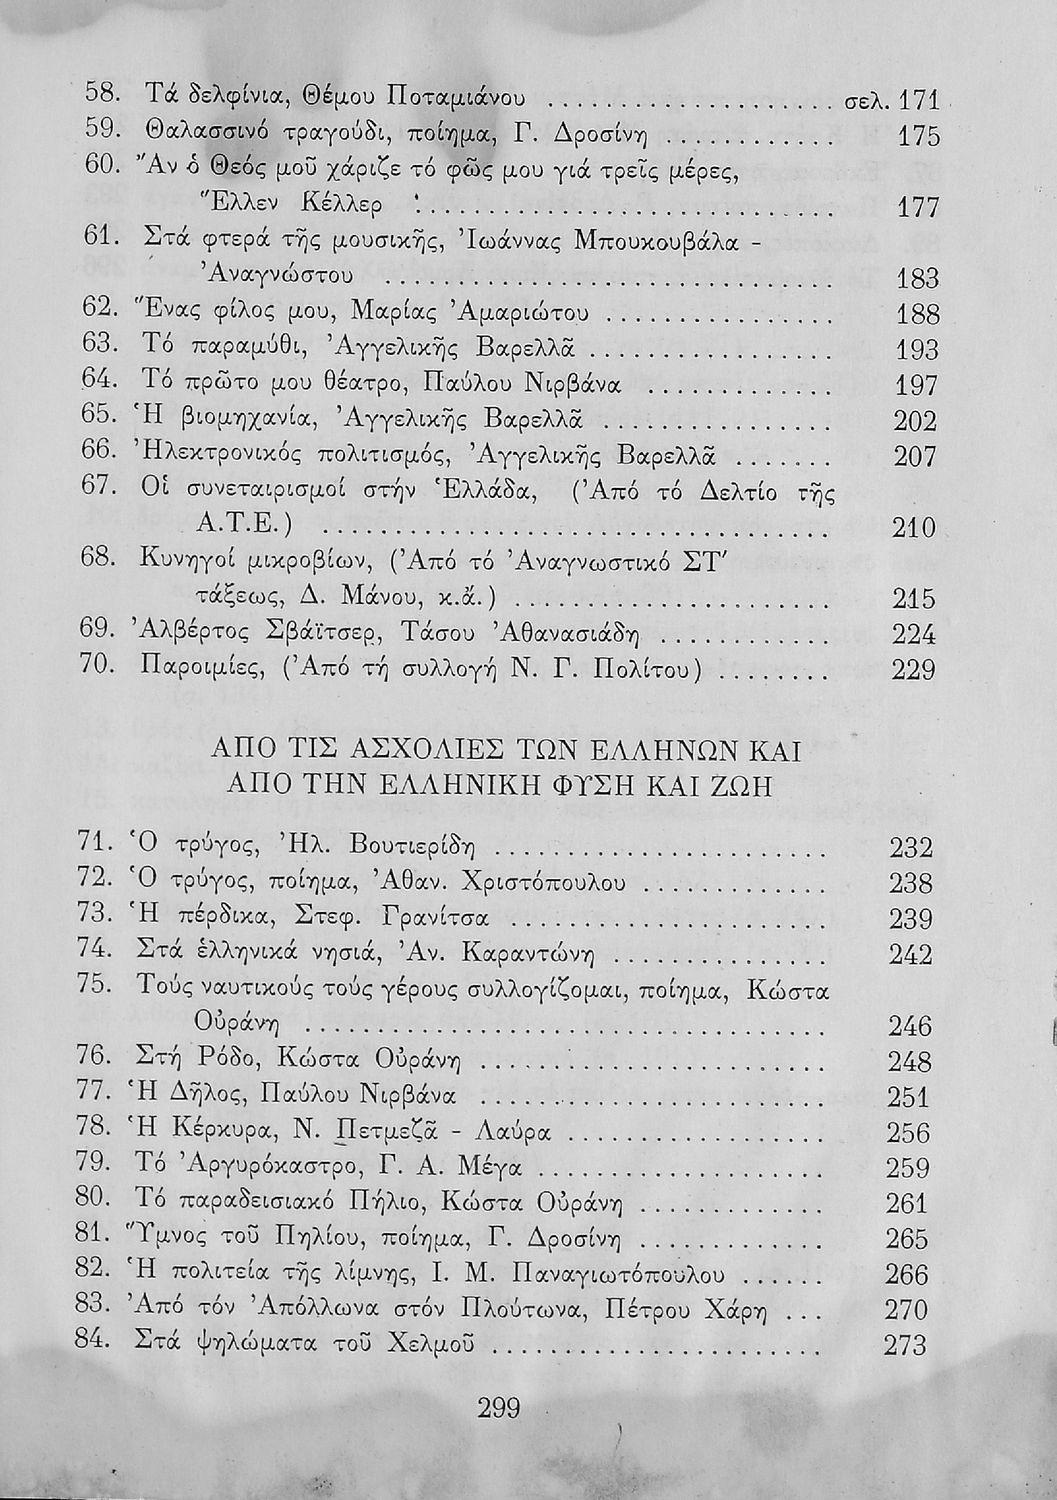 58. Τά δελφίνια, Θέμου Ποταμιάνου ................ σελ. 171
59. Θαλασσινό τραγούδι, ποίημα, Γ. Δροσίνη ............ 175
60. Ἄν ὁ Θεός μοῦ χάριζε τό φῶς μου γιά τρεῖς μέρες,
Ἕλλεν Κέλλερ ............................ 177
61. Στά φτερά τῆς μουσικῆς, Ἰωάννας Μπουκουβάλα -
Ἀναγνώστου ............................... 183
62. Ἕνας φίλος μου, Μαρίας Ἀμαριώτου ................ 188
63. Τό παραμύθι, Ἀγγελικῆς Βαρελλᾶ ................. 193
64. Τό πρῶτο μου θέατρο, Παύλου Νιρβάνα ............. 197
65. Ἡ βιομηχανία, Ἀγγελικῆς Βαρελλᾶ ................ 202
66. Ἠλεκτρονικός πολιτισμός, Ἀγγελικῆς Βαρελλᾶ ....... 207
67. Οἱ συνεταιρισμοί στήν Ἑλλάδα, (Ἀπό τό Δελτίο τῆς
Α.Τ.Ε.) ................................... 210
68. Κυνηγοί μικροβίων, (Ἀπό τό Ἀναγνωστικό ΣΤ΄
τάξεως, Δ. Μάνου, κ.ἄ.) ...................... 215
69. Ἀλβέρτος Σβάϊτσερ, Τάσου Ἀθανασιάδη ............ 224
70. Παροιμίες, (Ἀπό τή συλλογή Ν. Γ. Πολίτου) ........ 229
ΑΠΟ ΤΙΣ ΑΣΧΟΛΙΕΣ ΤΩΝ ΕΛΛΗΝΩΝ ΚΑΙ
ΑΠΟ ΤΗΝ ΕΛΛΗΝΙΚΗ ΦΥΣΗ ΚΑΙ ΖΩΗ
71. Ὁ τρύγος, Ἠλ. Βουτιερίδη ....................... 232
72. Ὁ τρύγος, ποίημα, Ἀθαν. Χριστόπουλου ............. 238
73. Ἡ πέρδικα, Στεφ. Γρανίτσα ...................... 239
74. Στά ἑλληνικά νησιά, Ἀν. Καραντώνη ............... 242
75. Τούς ναυτικούς τούς γέρους συλλογίζομαι, ποίημα, Κώστα
Οὐράνη .................................... 246
76. Στή Ρόδο, Κώστα Οὐράνη ........................ 248
77. Ἡ Δῆλος, Παύλου Νιρβάνα ........................ 251
78. Ἡ Κέρκυρα, Ν. Πετμεζᾶ - Λαύρα .................. 256
79. Τό Ἀργυρόκαστρο, Γ. Α. Μέγα .................... 259
80. Τό παραδεισιακό Πήλιο, Κώστα Οὐράνη ............. 261
81. Ὕμνος τοῦ Πηλίου, ποίημα, Γ. Δροσίνη ............. 265
82. Ἡ πολιτεία τῆς λίμνης, Ι. Μ. Παναγιωτόπουλου ...... 266
83. Ἀπό τόν Ἀπόλλωνα στόν Πλούτωνα, Πέτρου Χάρη ... 270
84. Στά ψηλώματα τοῦ Χελμοῦ ....................... 273
299